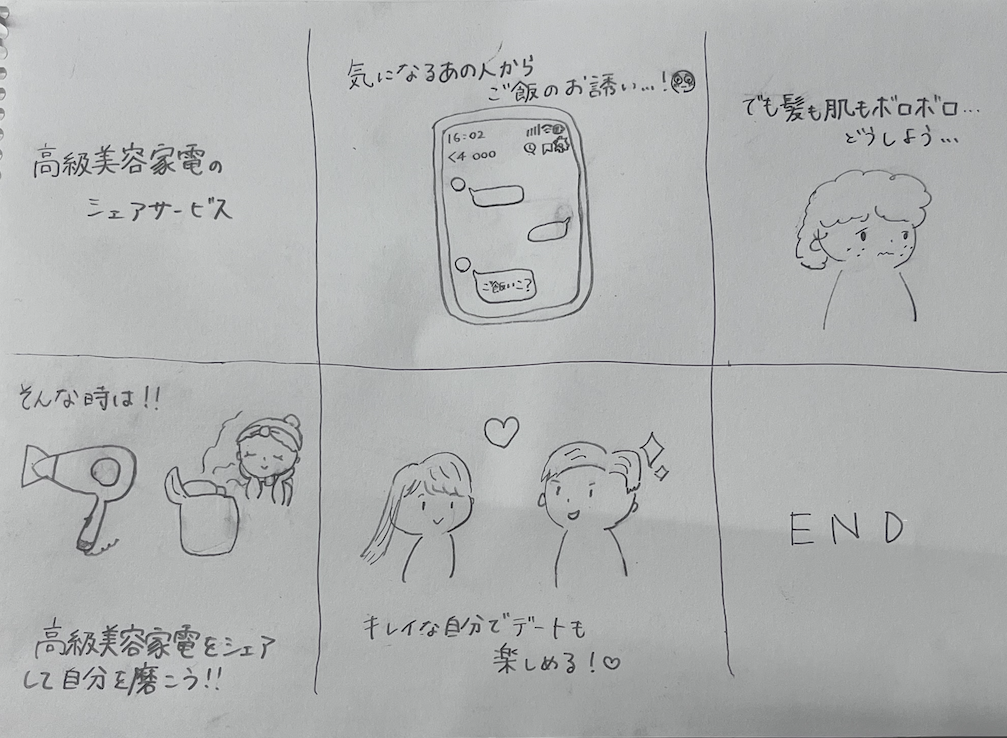 高級美容家電の
シェアサービス
気になるあの人から
ご飯のお誘い…!
16:02
<4 000
ご飯いこ?
でも髪も肌もボロボロ…
どうしよう…
そんな時は!!
高級美容家電をシェア
して自分を磨こう!!
キレイな自分でデートも
楽しめる!♡
END